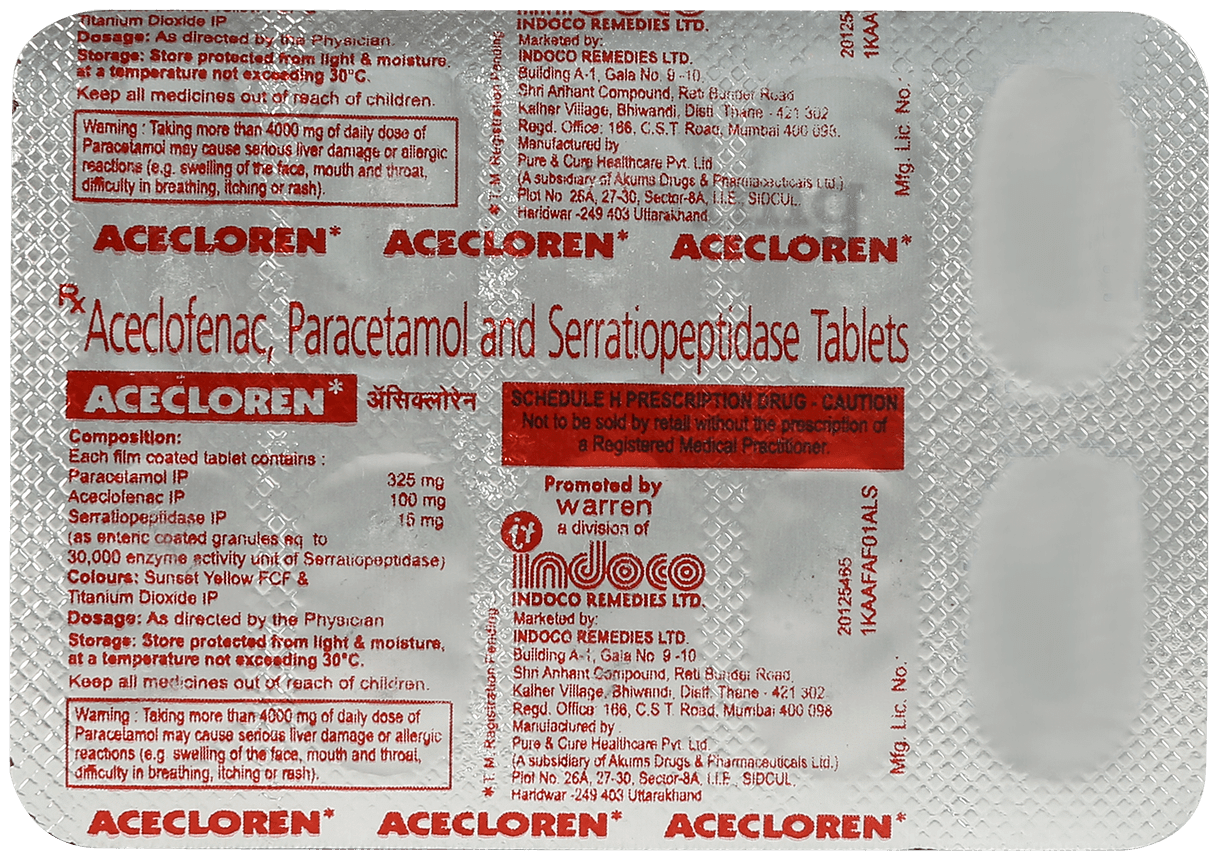 Titanium Dioxide IP
Dosage: As directed by the Physician.
Storage: Store protected from light & moisture,
at a temperature not exceeding 30°C.
Keep all medicines out of reach of children.
Warning : Taking more than 4000 mg of daily dose of
Paracetamol may cause serious liver damage or allergic
reactions (e.g. swelling of the face, mouth and throat,
difficulty in breathing, itching or rash).
* T. M. Registration Pending
INDOCO REMEDIES LTD.
Marketed by:
INDOCO REMEDIES LTD.
Building A-1, Gala No. 9 -10,
Shri Arihant Compound, Reti Bunder Road
Kalher Village, Bhiwandi, Distt. Thane - 421 302
Regd. Office: 166, C.S.T. Road, Mumbai 400 098.
Manufactured by
Pure & Cure Healthcare Pvt. Ltd
(A subsidiary of Akums Drugs & Pharmaceuticals Ltd.)
Plot No 26A, 27-30, Sector-8A, I.I.E., SIDCUL,
Haridwar -249 403 Uttarakhand
201254
1KAA
Mfg. Lic. No.:
ACECLOREN* ACECLOREN* ACECLOREN*
Rx Aceclofenac, Paracetamol and Serratiopeptidase Tablets
ACECLOREN* ॲसिक्लोरेन
Composition:
Each film coated tablet contains :
Paracetamol IP 325 mg
Aceclofenac IP 100 mg
Serratiopeptidase IP 15 mg
(as enteric coated granules eq. to
30,000 enzyme activity unit of Serratiopeptidase)
Colours: Sunset Yellow FCF &
Titanium Dioxide IP
Dosage: As directed by the Physician
Storage: Store protected from light & moisture,
at a temperature not exceeding 30°C.
Keep all medicines out of reach of children.
Warning : Taking more than 4000 mg of daily dose of
Paracetamol may cause serious liver damage or allergic
reactions (e.g swelling of the face, mouth and throat,
difficulty in breathing, itching or rash).
SCHEDULE H PRESCRIPTION DRUG - CAUTION
Not to be sold by retail without the prescription of
a Registered Medical Practitioner.
Promoted by
warren
a division of
indoco
INDOCO REMEDIES LTD.
Marketed by:
INDOCO REMEDIES LTD.
Building A-1, Gala No 9 -10
Shri Arihant Compound, Reti Bunder Road,
Kalher Village, Bhiwandi, Distt. Thane - 421 302
Regd. Office: 166, C.S.T. Road, Mumbai 400 098
Manufactured by
Pure & Cure Healthcare Pvt. Ltd.
(A subsidiary of Akums Drugs & Pharmaceuticals Ltd.)
Plot No. 26A, 27-30, Sector-8A, I.I.E., SIDCUL,
Haridwar -249 403 Uttarakhand
* T. M. Registration Pending
20125465
1KAAFAF01ALS
Mfg. Lic. No.:
ACECLOREN* ACECLOREN* ACECLOREN*